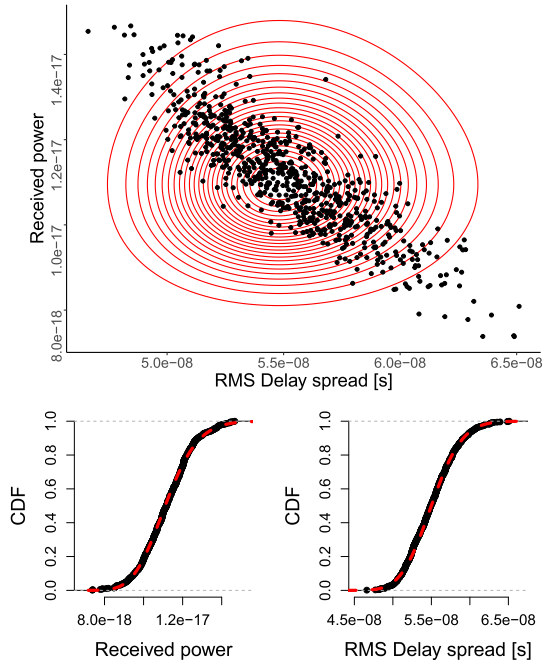 Received power
1.4e−17
1.2e−17
1.0e−17
8.0e−18
5.0e−08 5.5e−08 6.0e−08 6.5e−08
RMS Delay spread [s]
CDF
1.0
0.8
0.6
0.4
0.2
0.0
8.0e−18 1.2e−17
Received power
CDF
1.0
0.8
0.6
0.4
0.2
0.0
4.5e−08 5.5e−08 6.5e−08
RMS Delay spread [s]